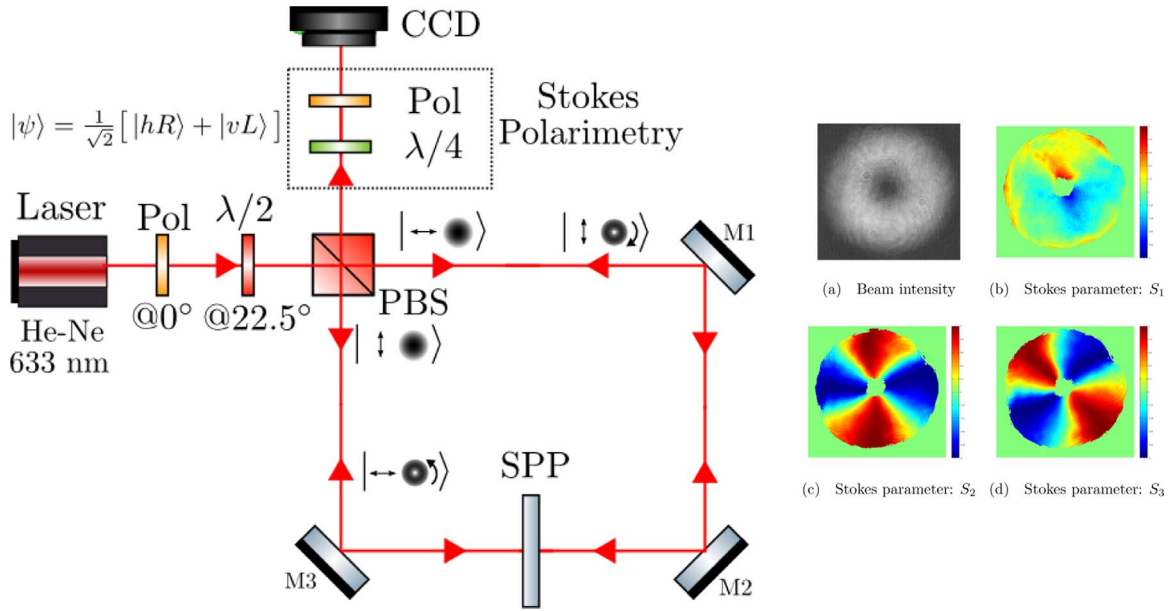 CCD
|ψ⟩ = 1/√2 [ |hR⟩ + |vL⟩ ]
Pol
λ/4
Stokes
Polarimetry
Laser
Pol
λ/2
@0°
@22.5°
PBS
He-Ne
633 nm
M1
SPP
M3
M2
(a) Beam intensity
(b) Stokes parameter: S₁
(c) Stokes parameter: S₂
(d) Stokes parameter: S₃